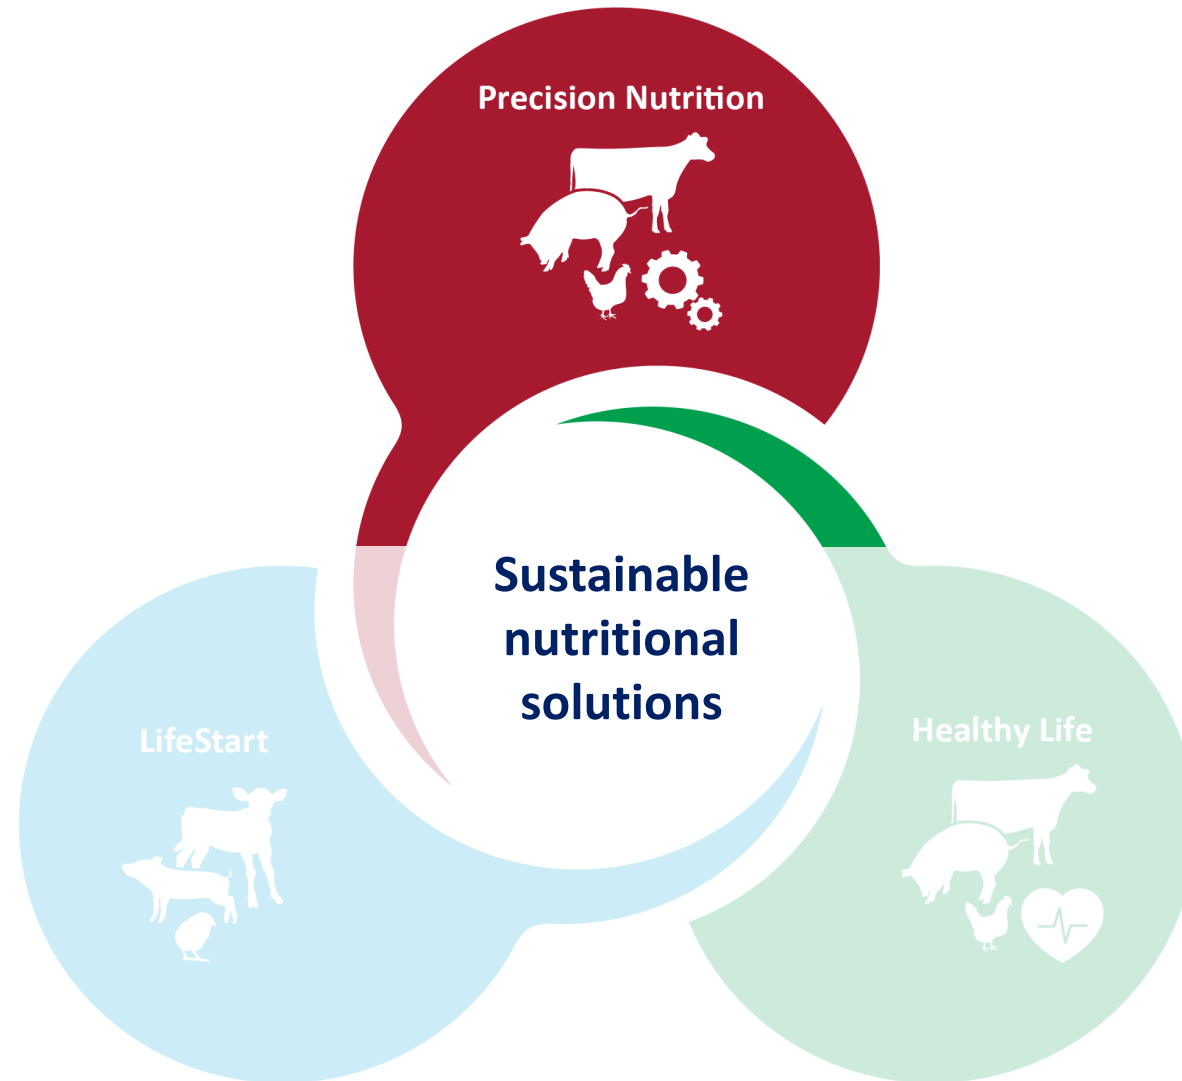 Precision Nutrition
Sustainable
nutritional
solutions
LifeStart
Healthy Life